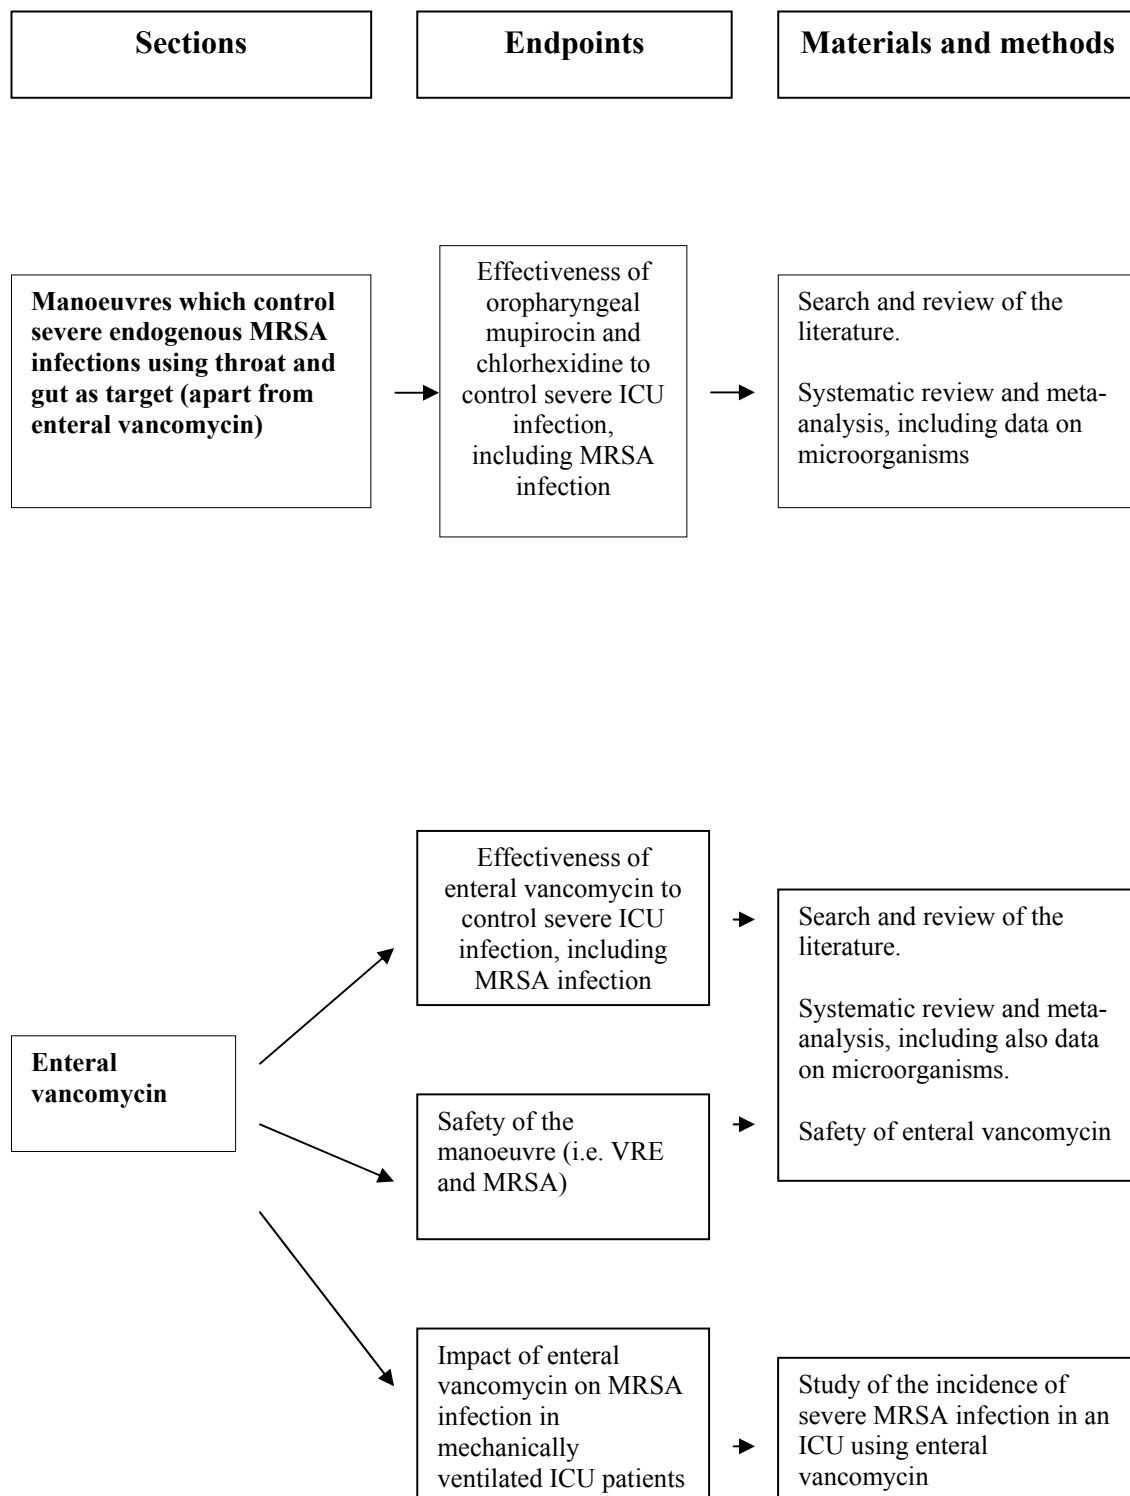 Sections
Endpoints
Materials and methods
Manoeuvres which control
severe endogenous MRSA
infections using throat and
gut as target (apart from
enteral vancomycin)
Effectiveness of
oropharyngeal
mupirocin and
chlorhexidine to
control severe ICU
infection,
including MRSA
infection
Search and review of the
literature.
Systematic review and meta-
analysis, including data on
microorganisms
Enteral
vancomycin
Effectiveness of
enteral vancomycin to
control severe ICU
infection, including
MRSA infection
Safety of the
manoeuvre (i.e. VRE
and MRSA)
Search and review of the
literature.
Systematic review and meta-
analysis, including also data
on microorganisms.
Safety of enteral vancomycin
Impact of enteral
vancomycin on MRSA
infection in
mechanically
ventilated ICU patients
Study of the incidence of
severe MRSA infection in an
ICU using enteral
vancomycin